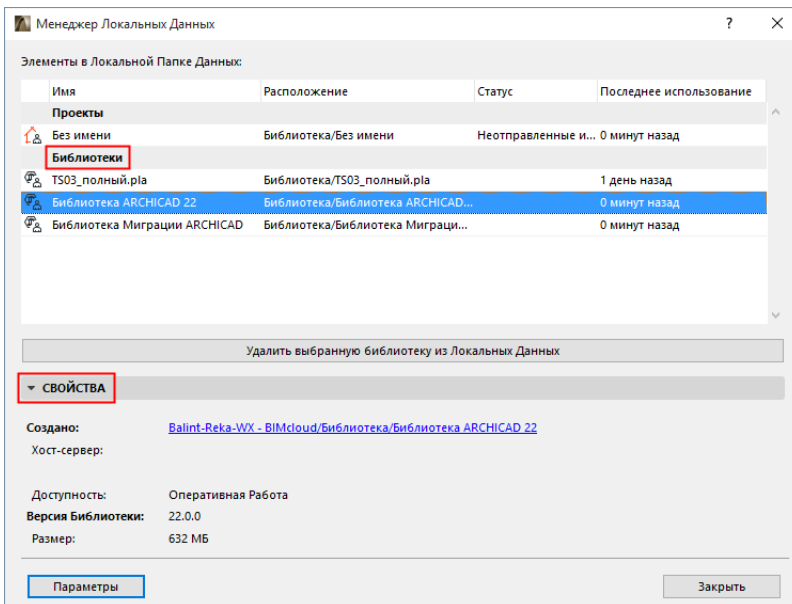 Менеджер Локальных Данных
Элементы в Локальной Папке Данных:
Имя Расположение Статус Последнее использование
Проекты
Без имени Библиотека/Без имени Неотправленные и... 0 минут назад
Библиотеки
TS03_полный.pla Библиотека/TS03_полный.pla 1 день назад
Библиотека ARCHICAD 22 Библиотека/Библиотека ARCHICAD... 0 минут назад
Библиотека Миграции ARCHICAD Библиотека/Библиотека Миграци... 0 минут назад
Удалить выбранную библиотеку из Локальных Данных
СВОЙСТВА
Создано: Balint-Reka-WX - BIMcloud/Библиотека/Библиотека ARCHICAD 22
Хост-сервер:
Доступность: Оперативная Работа
Версия Библиотеки: 22.0.0
Размер: 632 МБ
Параметры Закрыть